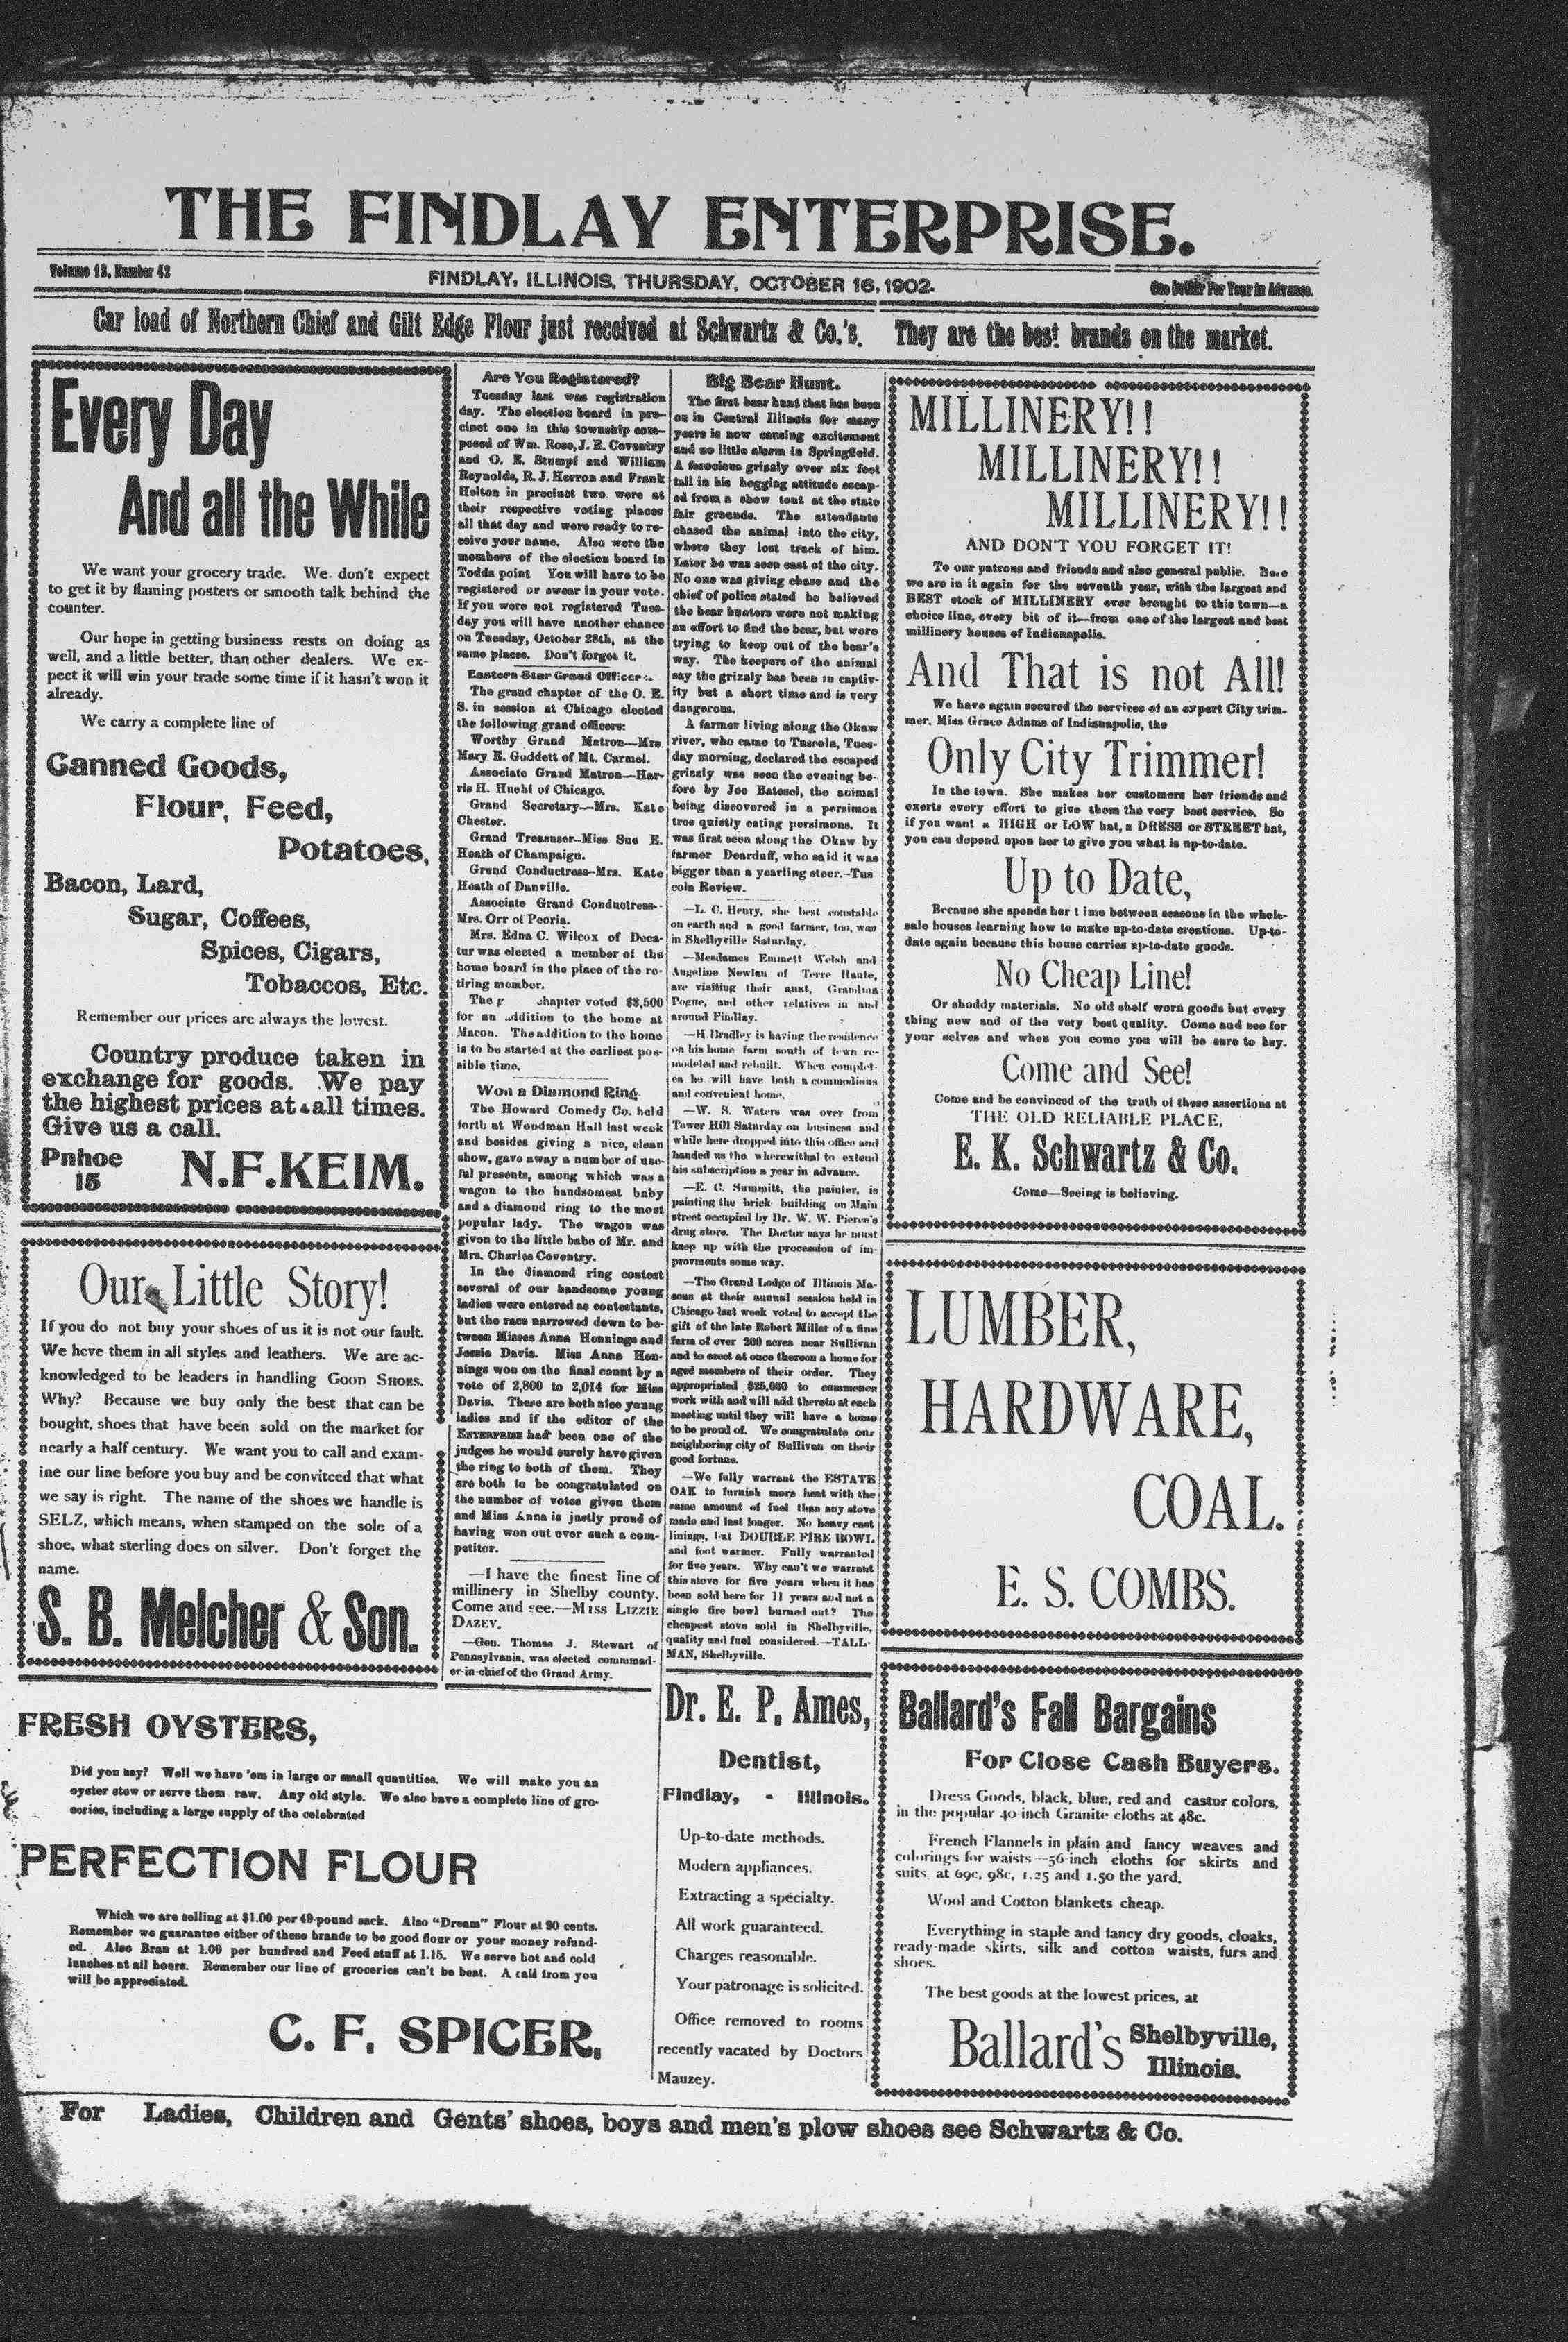 THE FINDLAY ENTERPRISE.
Volume 12, Number 42
FINDLAY, ILLINOIS, THURSDAY, OCTOBER 16, 1902.
One Dollar Per Year in Advance.
Car load of Northern Chief and Gilt Edge Flour just received at Schwartz & Co.'s. They are the best brands on the market.
Every Day
And all the While
We want your grocery trade. We don't expect
to get it by flaming posters or smooth talk behind the
counter.
Our hope in getting business rests on doing as
well, and a little better, than other dealers. We ex-
pect it will win your trade some time if it hasn't won it
already.
We carry a complete line of
Canned Goods,
Flour, Feed,
Potatoes,
Bacon, Lard,
Sugar, Coffees,
Spices, Cigars,
Tobaccos, Etc.
Remember our prices are always the lowest.
Country produce taken in
exchange for goods. We pay
the highest prices at all times.
Give us a call.
Pnhoe
15
N.F.KEIM.
Our Little Story!
If you do not buy your shoes of us it is not our fault.
We hcve them in all styles and leathers. We are ac-
knowledged to be leaders in handling GOOD SHOES.
Why? Because we buy only the best that can be
bought, shoes that have been sold on the market for
nearly a half century. We want you to call and exam-
ine our line before you buy and be convitced that what
we say is right. The name of the shoes we handle is
SELZ, which means, when stamped on the sole of a
shoe, what sterling does on silver. Don't forget the
name.
S. B. Melcher & Son.
Are You Registered?
Tuesday last was registration
day. The election board in pre-
cinct one in this township com-
posed of Wm. Rose, J. E. Coventry
and O. E. Stumpf and William
Reynolds, R. J. Herron and Frank
Helton in precinct two were at
their respective voting places
all that day and were ready to re-
ceive your name. Also were the
members of the election board in
Todds point You will have to be
registered or swear in your vote.
If you were not registered Tues-
day you will have another chance
on Tuesday, October 28th, at the
same places. Don't forget it.
Eastern Star Grand Officers.
The grand chapter of the O. E.
S. in session at Chicago elected
the following grand officers:
Worthy Grand Matron—Mrs
Mary E. Guddett of Mt. Carmel.
Associate Grand Matron—Har-
ris H. Huehl of Chicago.
Grand Secretary—Mrs. Kate
Chester.
Grand Treasuser—Miss Sue E.
Heath of Champaign.
Grand Conductress—Mrs. Kate
Heath of Danville.
Associate Grand Conductress-
Mrs. Orr of Peoria.
Mrs. Edna C. Wilcox of Deca-
tur was elected a member of the
home board in the place of the re-
tiring member.
The chapter voted $3,500
for an addition to the home at
Macon. The addition to the home
is to be started at the earliest pos-
sible time.
Won a Diamond Ring.
The Howard Comedy Co. held
forth at Woodman Hall last week
and besides giving a nice, clean
show, gave away a number of use-
ful presents, among which was a
wagon to the handsomest baby
and a diamond ring to the most
popular lady. The wagon was
given to the little babe of Mr. and
Mrs. Charles Coventry.
In the diamond ring contest
several of our handsome young
ladies were entered as contestants,
but the race narrowed down to be-
tween Misses Anna Hennings and
Jessie Davis. Miss Anna Hen-
nings won on the final count by a
vote of 2,800 to 2,014 for Miss
Davis. These are both nice young
ladies and if the editor of the
ENTERPRISE had been one of the
judges he would surely have given
the ring to both of them. They
are both to be congratulated on
the number of votes given them
and Miss Anna is justly proud of
having won out over such a com-
petitor.
—I have the finest line of
millinery in Shelby county.
Come and see.—MISS LIZZIE
DAZEY.
—Gen. Thomas J. Stewart of
Pennsylvania, was elected commad-
er-in-chief of the Grand Army.
Big Bear Hunt.
The first bear hunt that has been
on in Central Illinois for many
years is now causing excitement
and no little alarm in Springfield.
A ferocious grizzly over six feet
tall in his begging attitude escap-
ed from a show tent at the state
fair grounds. The attendants
chased the animal into the city,
where they lost track of him.
Later he was seen east of the city.
No one was giving chase and the
chief of police stated he believed
the bear hunters were not making
an effort to find the bear, but were
trying to keep out of the bear's
way. The keepers of the animal
say the grizzly has been in captiv-
ity but a short time and is very
dangerous.
A farmer living along the Okaw
river, who came to Tuscola, Tues-
day morning, declared the escaped
grizzly was seen the evening be-
fore by Joe Batesel, the animal
being discovered in a persimon
tree quietly eating persimons. It
was first seen along the Okaw by
farmer Dearduff, who said it was
bigger than a yearling steer.—Tus
cola Review.
—L. C. Henry, she best constable
on earth and a good farmer, too, was
in Shelbyville Saturday.
—Mesdames Emmett Welsh and
Angeline Newlan of Terre Haute,
are visiting their aunt, Grandma
Pogue, and other relatives in and
around Findlay.
—H. Bradley is having the residence
on his home farm south of town re-
modeled and rebuilt. When complet-
ea he will have both a commodious
and convenient home.
—W. S. Waters was over from
Tower Hill Saturday on business and
while here dropped into this office and
handed us the wherewithal to extend
his subscription a year in advance.
—E. C. Summitt, the painter, is
painting the brick building on Main
street occupied by Dr. W. W. Pierce's
drug store. The Doctor says he must
keep up with the procession of im-
provments some way.
—The Grand Lodge of Illinois Ma-
sons at their annual session held in
Chicago last week voted to accept the
gift of the late Robert Miller of a fine
farm of over 200 acres near Sullivan
and to erect at once thereon a home for
aged members of their order. They
appropriated $25,000 to commence
work with and will add thereto at each
meeting until they will have a home
to be proud of. We congratulate our
neighboring city of Sullivan on their
good fortune.
—We fully warrant the ESTATE
OAK to furnish more heat with the
same amount of fuel than any stove
made and last longer. No heavy cast
linings, but DOUBLE FIRE BOWL
and foot warmer. Fully warranted
for five years. Why can't we warrant
this stove for five years when it has
been sold here for 11 years and not a
single fire bowl burned out? The
cheapest stove sold in Shelbyville,
quality and fuel considered.—TALL-
MAN, Shelbyville.
MILLINERY!!
MILLINERY!!
MILLINERY!!
AND DON'T YOU FORGET IT!
To our patrons and friends and also general public.
we are in it again for the seventh year, with the largest and
BEST stock of MILLINERY ever brought to this town—a
choice line, every bit of it—from one of the largest and best
millinery houses of Indianapolis.
And That is not All!
We have again secured the services of an expert City trim-
mer, Miss Grace Adams of Indianapolis, the
Only City Trimmer!
In the town. She makes her customers her friends and
exerts every effort to give them the very best service. So
if you want a HIGH or LOW hat, a DRESS or STREET hat,
you can depend upon her to give you what is up-to-date.
Up to Date,
Because she spends her t ime between seasons in the whole-
sale houses learning how to make up-to-date creations. Up-to-
date again because this house carries up-to-date goods.
No Cheap Line!
Or shoddy materials. No old shelf worn goods but every
thing new and of the very best quality. Come and see for
your selves and when you come you will be sure to buy.
Come and See!
Come and be convinced of the truth of these assertions at
THE OLD RELIABLE PLACE,
E. K. Schwartz & Co.
Come—Seeing is believing.
LUMBER,
HARDWARE,
COAL.
E. S. COMBS.
FRESH OYSTERS,
Did you say? Well we have 'em in large or small quantities. We will make you an
oyster stew or serve them raw. Any old style. We also have a complete line of gro-
ceries, including a large supply of the celebrated
PERFECTION FLOUR
Which we are selling at $1.00 per 49-pound sack. Also "Dream" Flour at 90 cents.
Remember we guarantee either of these brands to be good flour or your money refund-
ed. Also Bran at 1.00 per hundred and Feed stuff at 1.15. We serve hot and cold
lunches at all hours. Remember our line of groceries can't be beat. A call from you
will be appreciated.
C. F. SPICER.
Dr. E. P. Ames,
Dentist,
Findlay, - Illinois.
Up-to-date methods.
Modern appliances.
Extracting a specialty.
All work guaranteed.
Charges reasonable.
Your patronage is solicited.
Office removed to rooms
recently vacated by Doctors
Mauzey.
Ballard's Fall Bargains
For Close Cash Buyers.
Dress Goods, black, blue, red and castor colors,
in the popular 40-inch Granite cloths at 48c.
French Flannels in plain and fancy weaves and
colorings for waists—56-inch cloths for skirts and
suits at 69c, 98c, 1.25 and 1.50 the yard.
Wool and Cotton blankets cheap.
Everything in staple and fancy dry goods, cloaks,
ready-made skirts, silk and cotton waists, furs and
shoes.
The best goods at the lowest prices, at
Ballard's Shelbyville,
Illinois.
For Ladies, Children and Gents' shoes, boys and men's plow shoes see Schwartz & Co.